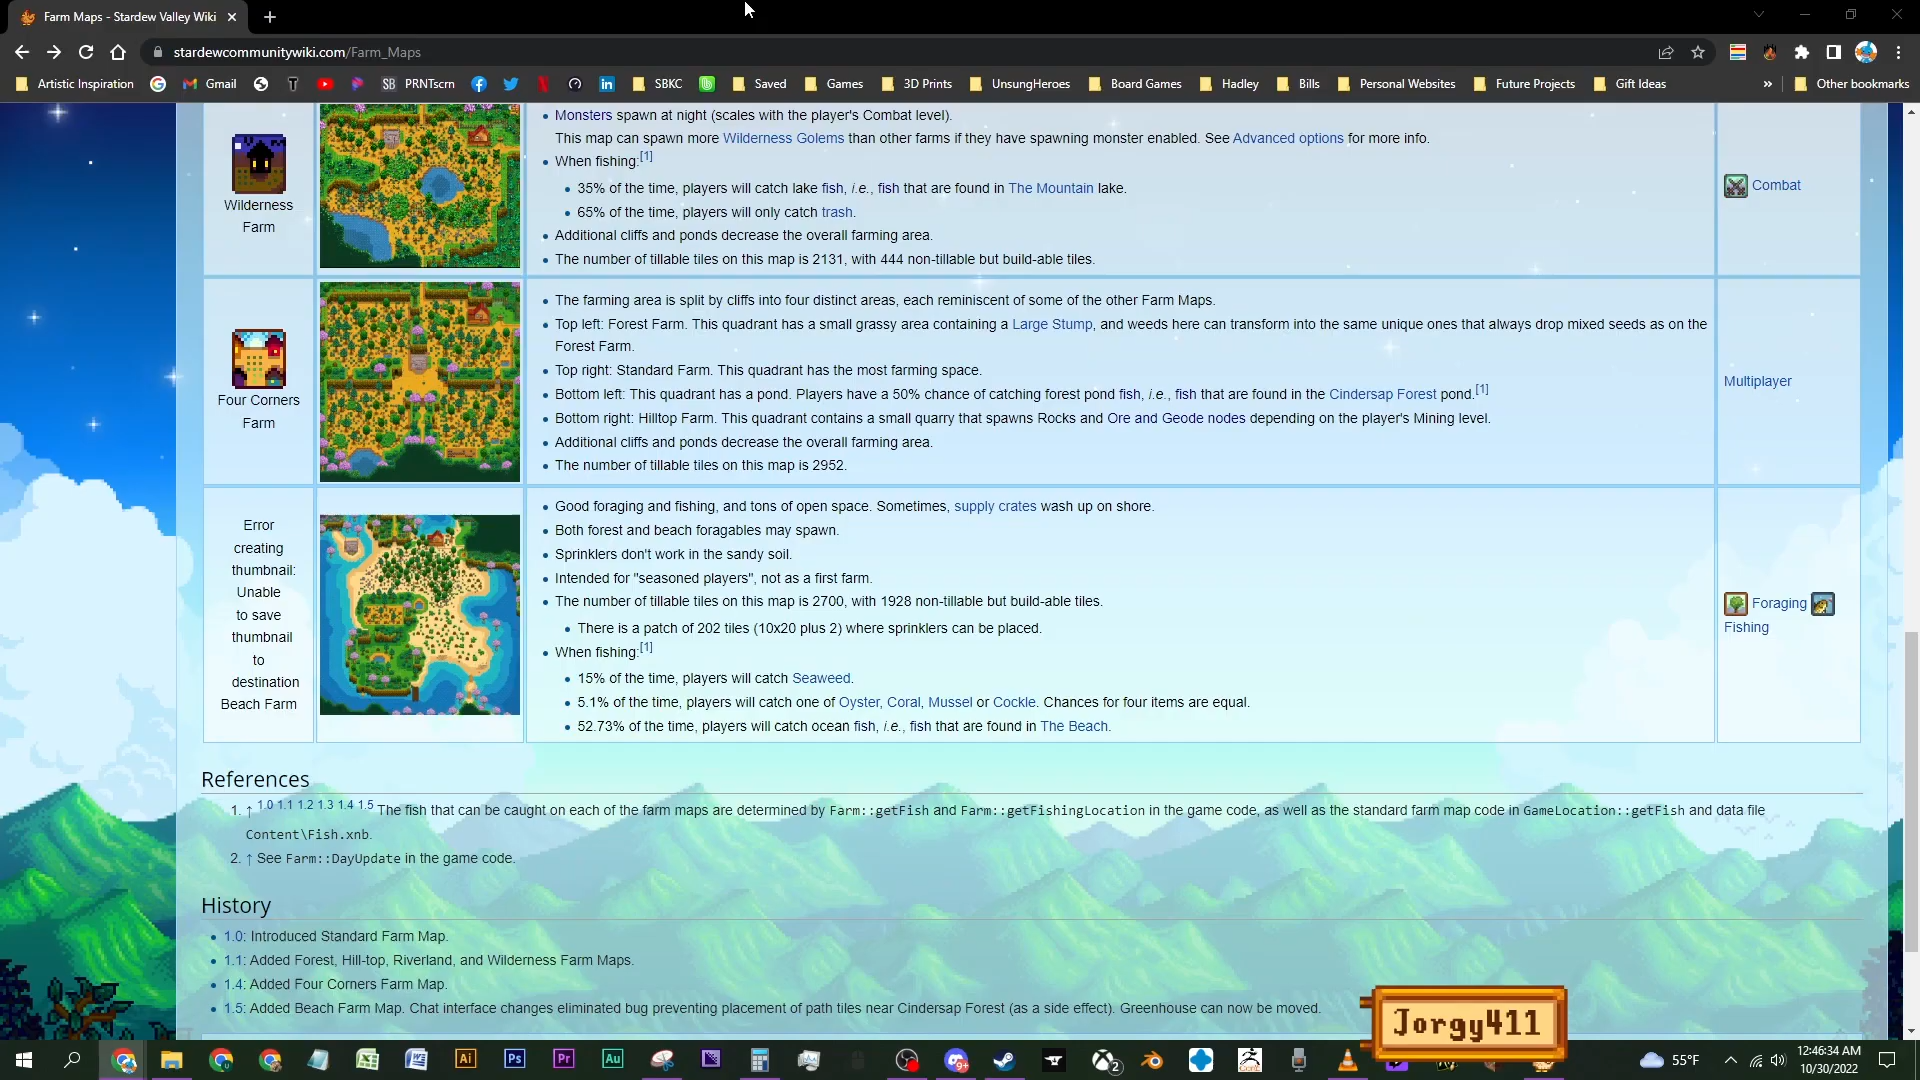 Farm Maps - Stardew Valley Wiki
stardewcommunitywiki.com/Farm_Maps
Artistic Inspiration Gmail PRNTscrn SBKC Saved Games 3D Prints UnsungHeroes Board Games Hadley Bills Personal Websites Future Projects Gift Ideas » Other bookmarks
Wilderness
Farm
Monsters spawn at night (scales with the player's Combat level).
This map can spawn more Wilderness Golems than other farms if they have spawning monster enabled. See Advanced options for more info.
When fishing:[1]
35% of the time, players will catch lake fish, i.e., fish that are found in The Mountain lake.
65% of the time, players will only catch trash.
Additional cliffs and ponds decrease the overall farming area.
The number of tillable tiles on this map is 2131, with 444 non-tillable but build-able tiles.
Combat
Four Corners
Farm
The farming area is split by cliffs into four distinct areas, each reminiscent of some of the other Farm Maps.
Top left: Forest Farm. This quadrant has a small grassy area containing a Large Stump, and weeds here can transform into the same unique ones that always drop mixed seeds as on the
Forest Farm.
Top right: Standard Farm. This quadrant has the most farming space.
Bottom left: This quadrant has a pond. Players have a 50% chance of catching forest pond fish, i.e., fish that are found in the Cindersap Forest pond.[1]
Bottom right: Hilltop Farm. This quadrant contains a small quarry that spawns Rocks and Ore and Geode nodes depending on the player's Mining level.
Additional cliffs and ponds decrease the overall farming area.
The number of tillable tiles on this map is 2952.
Multiplayer
Error
creating
thumbnail:
Unable
to save
thumbnail
to
destination
Beach Farm
Good foraging and fishing, and tons of open space. Sometimes, supply crates wash up on shore.
Both forest and beach foragables may spawn.
Sprinklers don't work in the sandy soil.
Intended for "seasoned players", not as a first farm.
The number of tillable tiles on this map is 2700, with 1928 non-tillable but build-able tiles.
There is a patch of 202 tiles (10x20 plus 2) where sprinklers can be placed.
When fishing:[1]
15% of the time, players will catch Seaweed.
5.1% of the time, players will catch one of Oyster, Coral, Mussel or Cockle. Chances for four items are equal.
52.73% of the time, players will catch ocean fish, i.e., fish that are found in The Beach.
Foraging
Fishing
References
1. ↑ 1.0 1.1 1.2 1.3 1.4 1.5 The fish that can be caught on each of the farm maps are determined by Farm::getFish and Farm::getFishingLocation in the game code, as well as the standard farm map code in GameLocation::getFish and data file
Content\Fish.xnb.
2. ↑ See Farm::DayUpdate in the game code.
History
1.0: Introduced Standard Farm Map.
1.1: Added Forest, Hill-top, Riverland, and Wilderness Farm Maps.
1.4: Added Four Corners Farm Map.
1.5: Added Beach Farm Map. Chat interface changes eliminated bug preventing placement of path tiles near Cindersap Forest (as a side effect). Greenhouse can now be moved.
Jorgy411
Ai Ps Pr Au
55°F
12:46:34 AM
10/30/2022